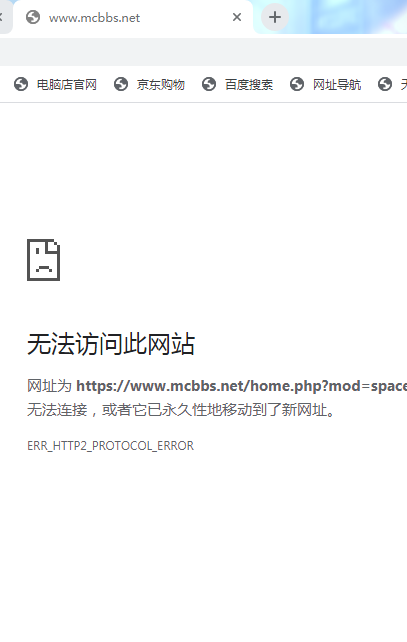 www.mcbbs.net
电脑店官网 京东购物 百度搜索 网址导航
无法访问此网站
网址为 https://www.mcbbs.net/home.php?mod=space
无法连接，或者它已永久性地移动到了新网址。
ERR_HTTP2_PROTOCOL_ERROR